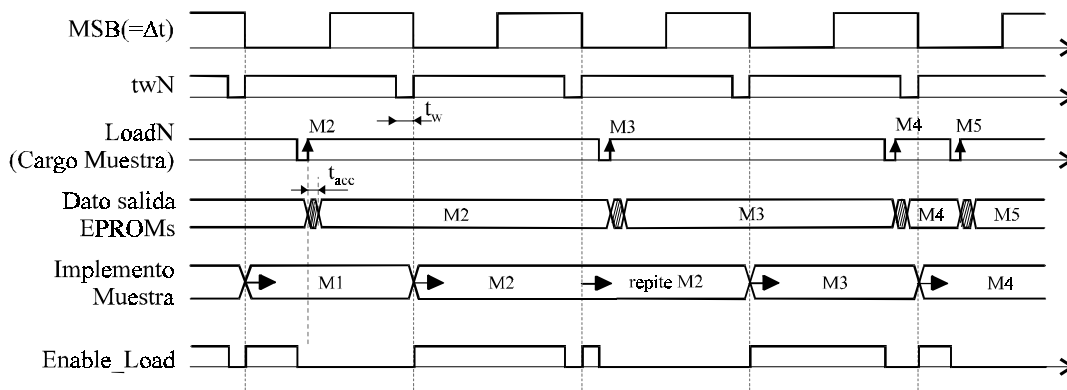 MSB(=Δt)
twN
t_w
LoadN
(Cargo Muestra)
M2
M3
M4
M5
t_acc
Dato salida
EPROMs
M2
M3
M4
M5
Implemento
Muestra
M1
M2
repite M2
M3
M4
Enable_Load